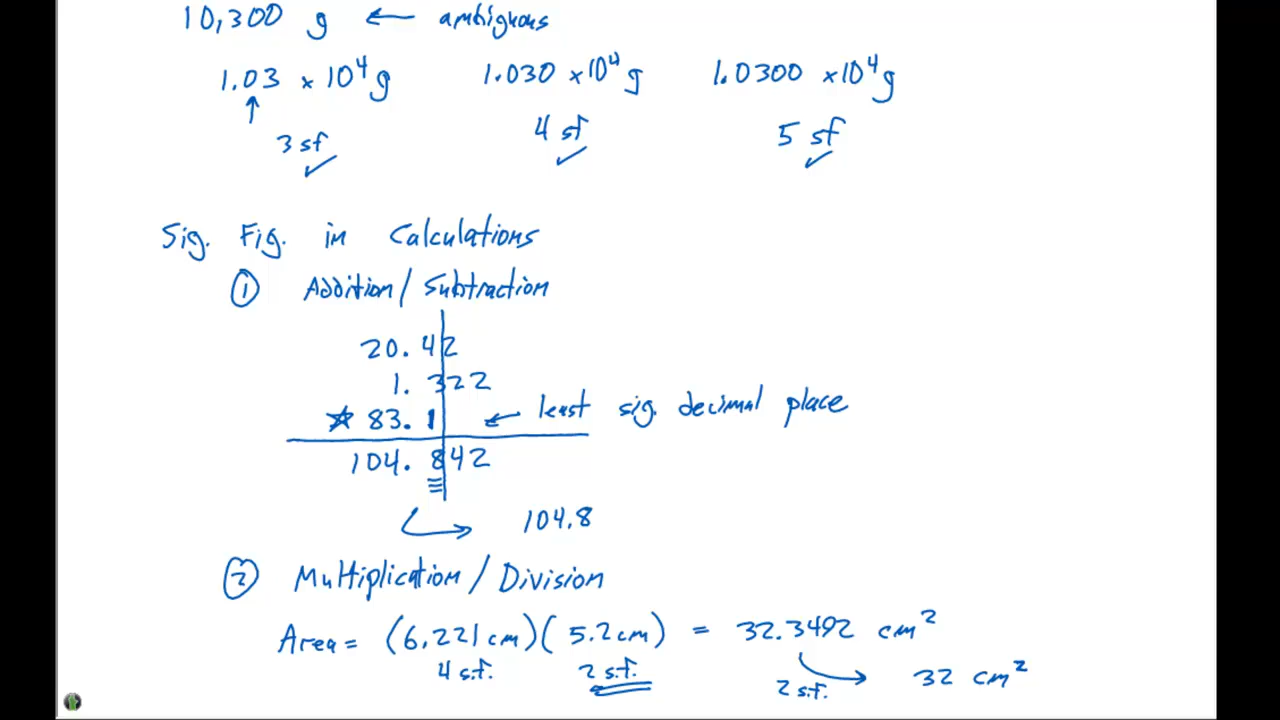 10,300 g ← ambiguous
1.03 × 10⁴ g 1.030 × 10⁴ g 1.0300 × 10⁴ g
3 sf 4 sf 5 sf
Sig. Fig. in Calculations
① Addition / Subtraction
20.42
1.322
☆ 83.1 ← least sig. decimal place
104.842
104.8
② Multiplication / Division
Area = (6.221 cm)(5.2 cm) = 32.3492 cm²
4 s.f. 2 s.f. 2 s.f. → 32 cm²